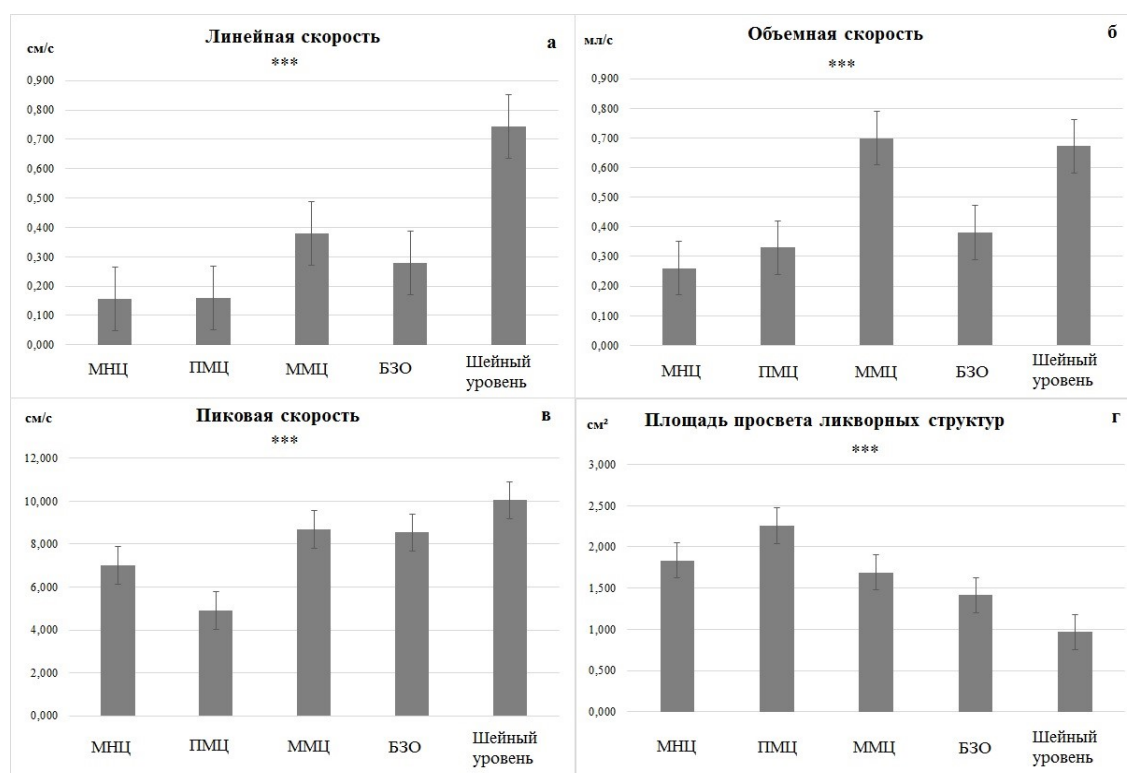 Линейная скорость
а
см/с
***
0,900
0,800
0,700
0,600
0,500
0,400
0,300
0,200
0,100
0,000
МНЦ ПМЦ ММЦ БЗО Шейный
уровень
Объемная скорость
б
мл/с
***
0,900
0,800
0,700
0,600
0,500
0,400
0,300
0,200
0,100
0,000
МНЦ ПМЦ ММЦ БЗО Шейный
уровень
Пиковая скорость
в
см/с
***
12,000
10,000
8,000
6,000
4,000
2,000
0,000
МНЦ ПМЦ ММЦ БЗО Шейный
уровень
Площадь просвета ликворных структур
г
см²
***
3,000
2,500
2,000
1,500
1,000
0,500
0,000
МНЦ ПМЦ ММЦ БЗО Шейный
уровень